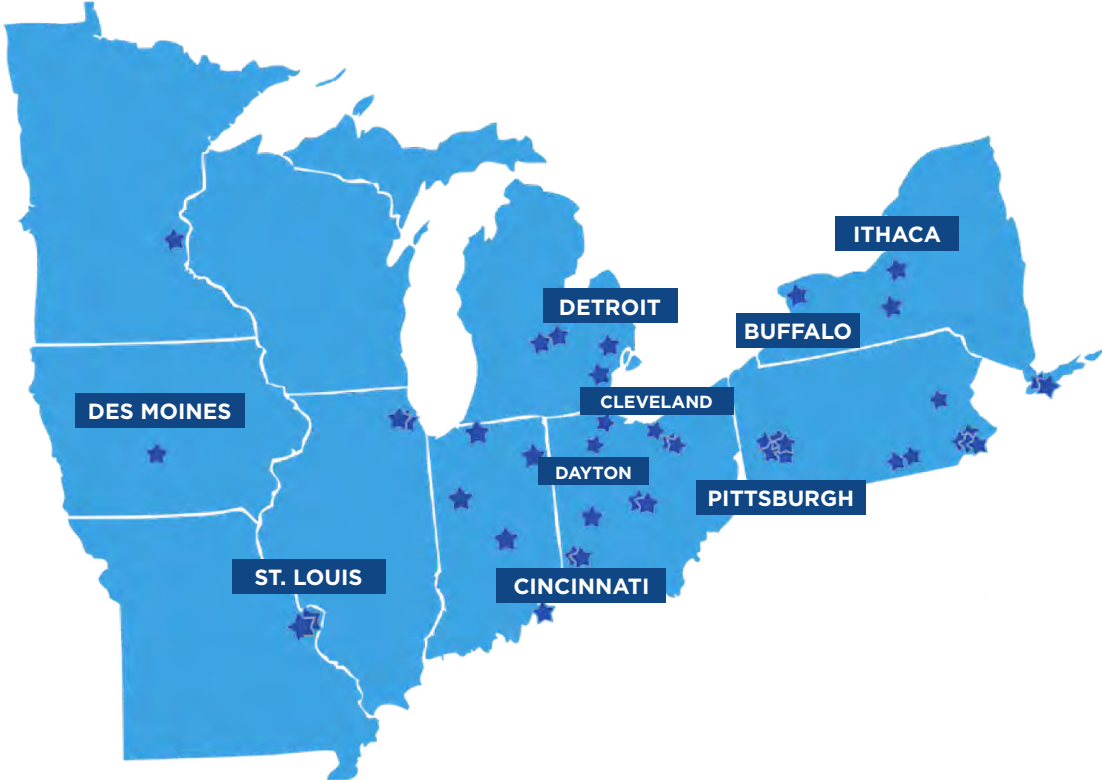 ITHACA
DETROIT
BUFFALO
CLEVELAND
DES MOINES
DAYTON
PITTSBURGH
ST. LOUIS
CINCINNATI